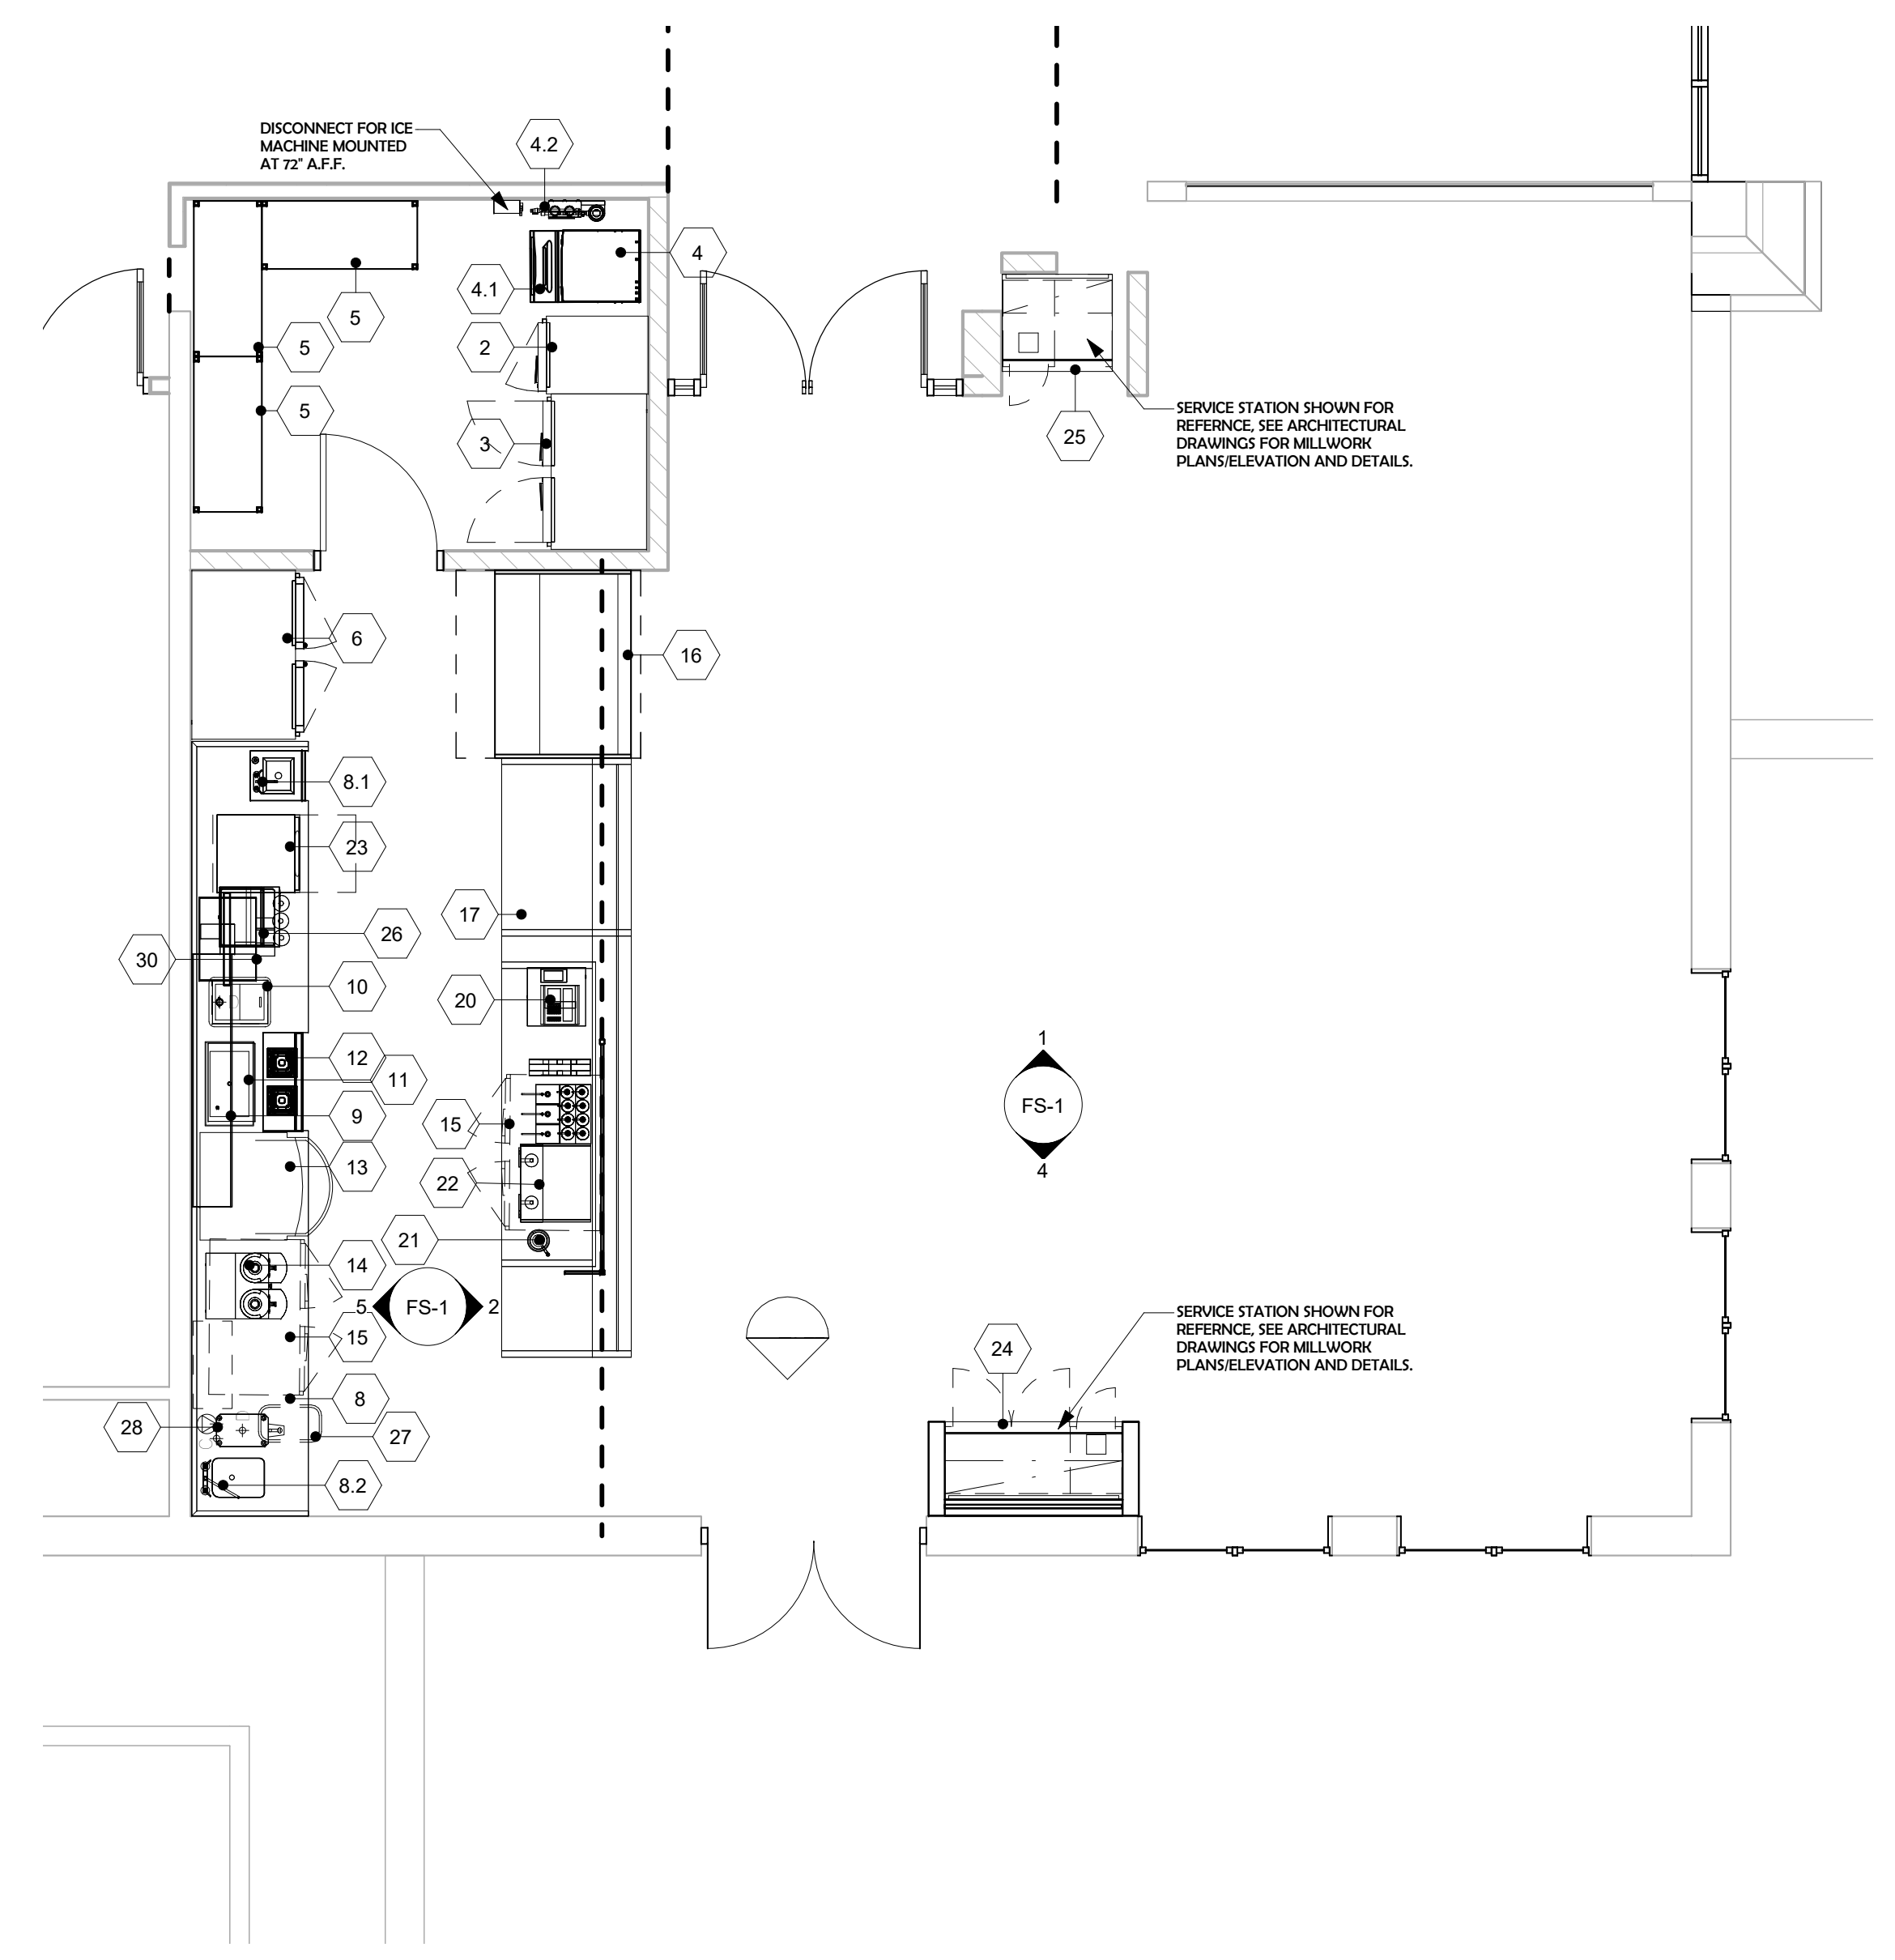 DISCONNECT FOR ICE
MACHINE MOUNTED
AT 72" A.F.F.
4.2
4
4.1
5
5
2
5
3
25
SERVICE STATION SHOWN FOR
REFERNCE, SEE ARCHITECTURAL
DRAWINGS FOR MILLWORK
PLANS/ELEVATION AND DETAILS.
6
16
8.1
23
17
26
30
10
20
12
11
9
15
13
22
21
14
5
FS-1
2
15
8
28
27
8.2
1
FS-1
4
24
SERVICE STATION SHOWN FOR
REFERNCE, SEE ARCHITECTURAL
DRAWINGS FOR MILLWORK
PLANS/ELEVATION AND DETAILS.